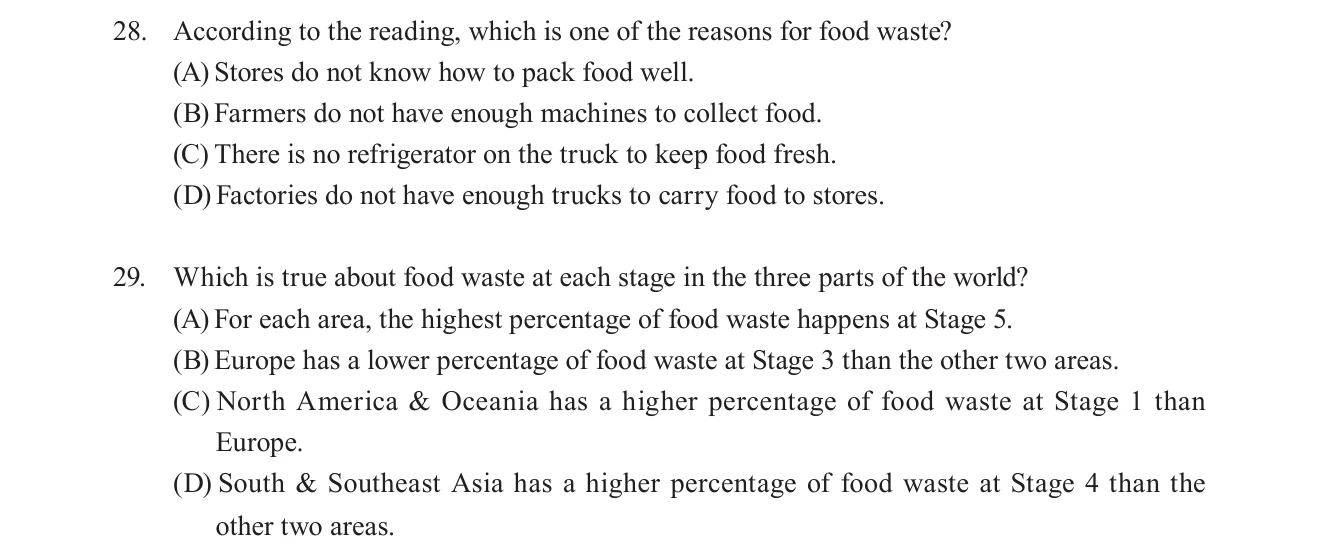 28. According to the reading, which is one of the reasons for food waste?
(A) Stores do not know how to pack food well.
(B) Farmers do not have enough machines to collect food.
(C) There is no refrigerator on the truck to keep food fresh.
(D) Factories do not have enough trucks to carry food to stores.
29. Which is true about food waste at each stage in the three parts of the world?
(A) For each area, the highest percentage of food waste happens at Stage 5.
(B) Europe has a lower percentage of food waste at Stage 3 than the other two areas.
(C) North America & Oceania has a higher percentage of food waste at Stage 1 than
Europe.
(D) South & Southeast Asia has a higher percentage of food waste at Stage 4 than the
other two areas.